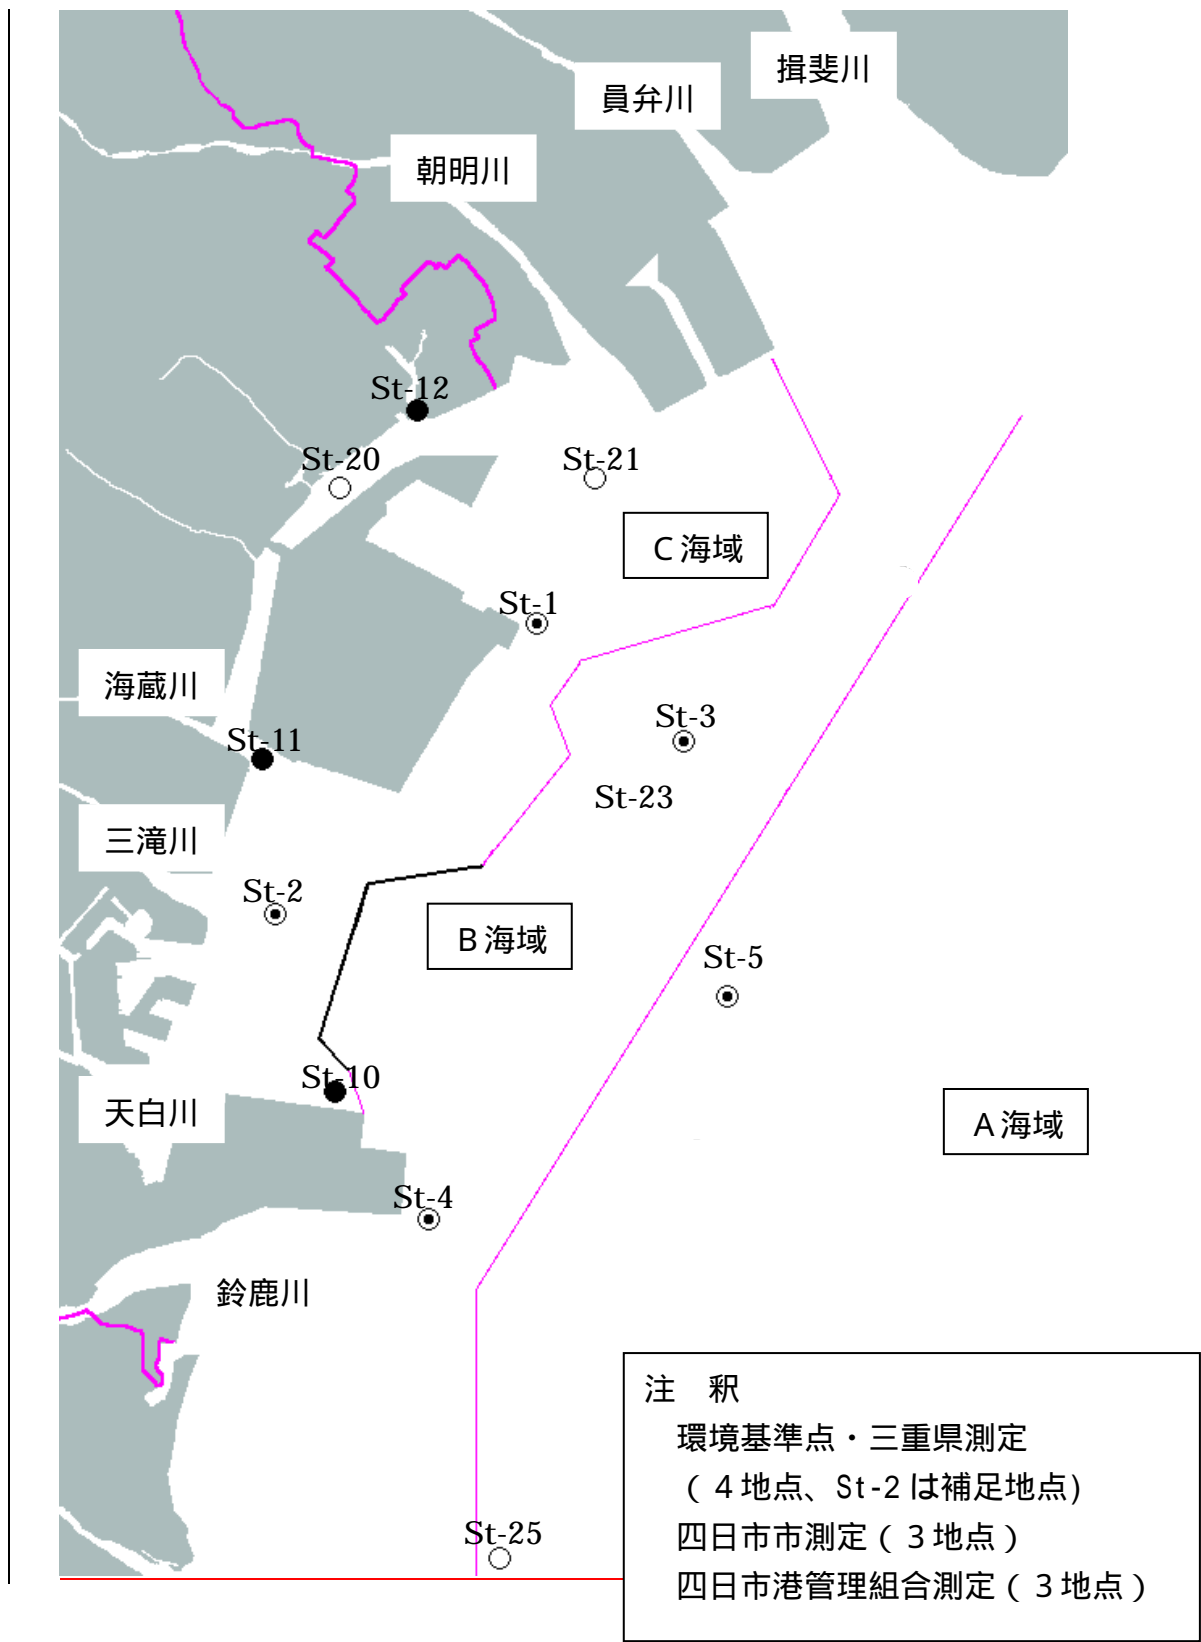 揖斐川
員弁川
朝明川
St-12
St-20
St-21
C海域
St-1
海蔵川
St-3
St-11
St-23
三滝川
St-2
B海域
St-5
St-10
天白川
A海域
St-4
鈴鹿川
注　釈
環境基準点・三重県測定
(４地点、St-2は補足地点)
四日市市測定(３地点)
四日市港管理組合測定(３地点)
St-25